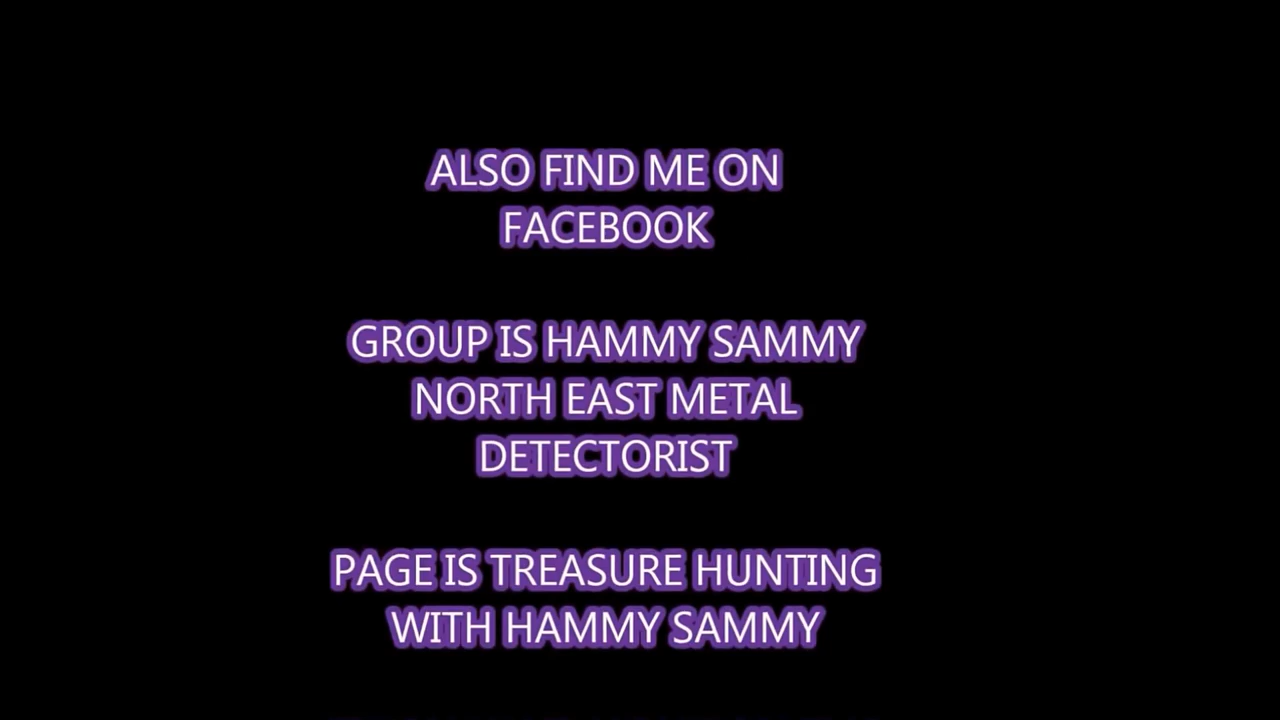 ALSO FIND ME ON
FACEBOOK
GROUP IS HAMMY SAMMY
NORTH EAST METAL
DETECTORIST
PAGE IS TREASURE HUNTING
WITH HAMMY SAMMY